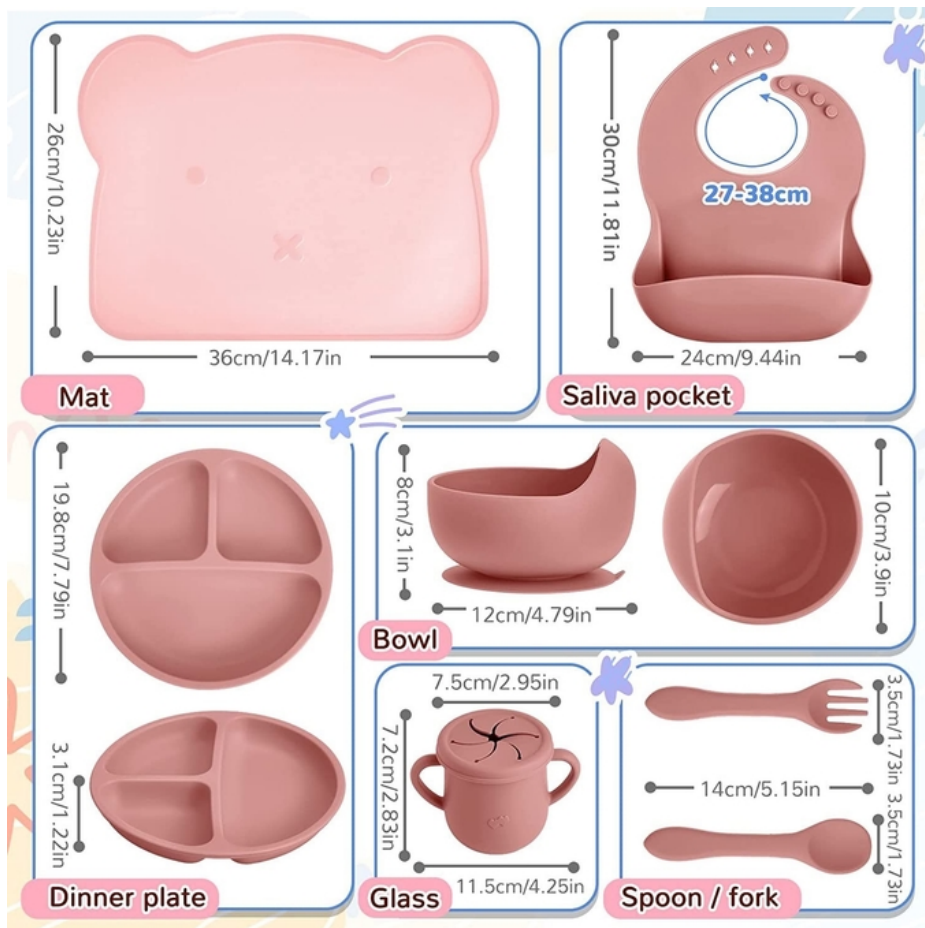 26cm/10.23in
36cm/14.17in
Mat
30cm/11.81in
27-38cm
24cm/9.44in
Saliva pocket
19.8cm/7.79in
3.1cm/1.22in
Dinner plate
8cm/3.1in
12cm/4.79in
10cm/3.9in
Bowl
7.5cm/2.95in
7.2cm/2.83in
11.5cm/4.25in
Glass
3.5cm/1.73in
14cm/5.15in
3.5cm/1.73in
Spoon / fork